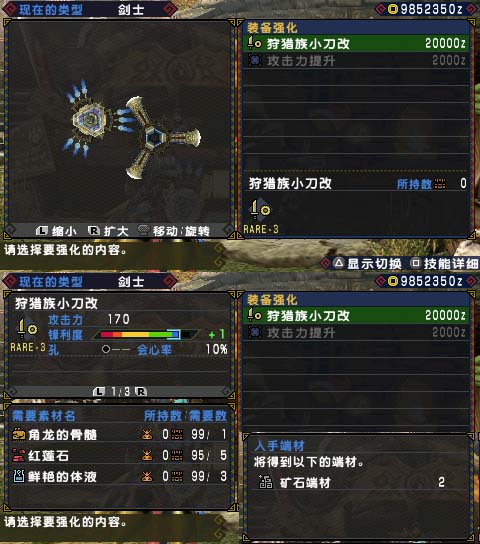 现在的类型 剑士
9852350z
装备强化
狩猎族小刀改 20000z
攻击力提升 2000z
狩猎族小刀改 所持数 0
RARE-3
L 缩小 R 扩大 移动/旋转
请选择要强化的内容。
△显示切换 □技能详细
现在的类型 剑士
9852350z
狩猎族小刀改
攻击力 170
锋利度 +1
RARE-3
孔 ○-- 会心率 10%
L 1/3 R
需要素材名 所持数/需要数
角龙的骨髓 0 99/ 1
红莲石 0 95/ 5
鲜艳的体液 0 99/ 3
请选择要强化的内容。
装备强化
狩猎族小刀改 20000z
攻击力提升 2000z
入手端材
将得到以下的端材。
矿石端材 2